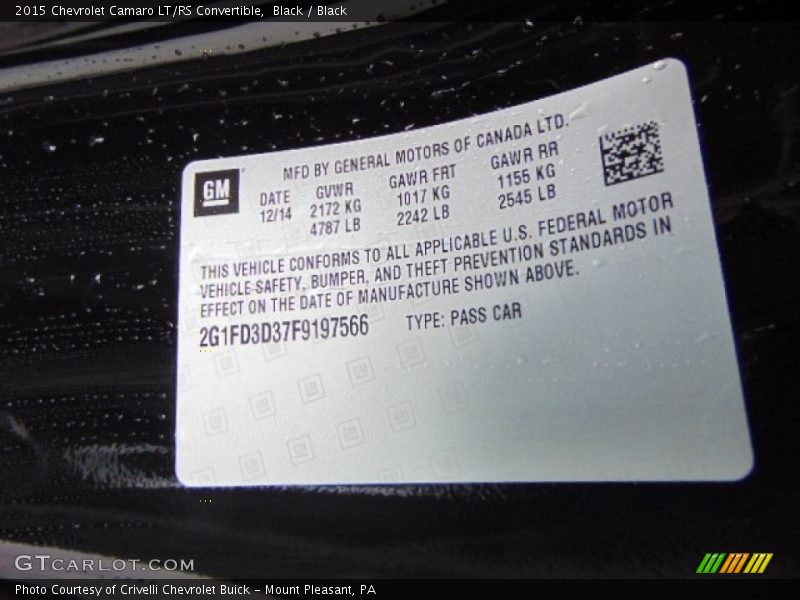 2015 Chevrolet Camaro LT/RS Convertible, Black / Black
GM
MFD BY GENERAL MOTORS OF CANADA LTD.
DATE GVWR GAWR FRT GAWR RR
12/14 2172 KG 1017 KG 1155 KG
4787 LB 2242 LB 2545 LB
THIS VEHICLE CONFORMS TO ALL APPLICABLE U.S. FEDERAL MOTOR
VEHICLE SAFETY, BUMPER, AND THEFT PREVENTION STANDARDS IN
EFFECT ON THE DATE OF MANUFACTURE SHOWN ABOVE.
2G1FD3D37F9197566 TYPE: PASS CAR
GTCARLOT.COM
Photo Courtesy of Crivelli Chevrolet Buick - Mount Pleasant, PA